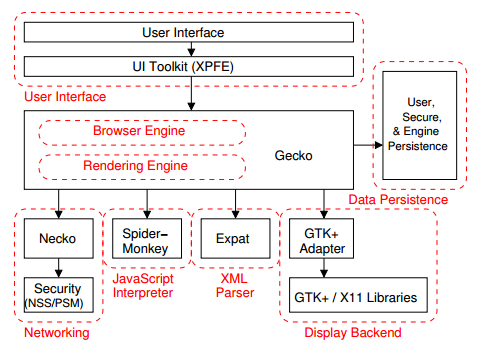 User Interface
UI Toolkit (XPFE)
User Interface
User,
Secure,
& Engine
Persistence
Data Persistence
Browser Engine
Rendering Engine
Gecko
Necko
Security
(NSS/PSM)
Networking
Spider–
Monkey
JavaScript
Interpreter
Expat
XML
Parser
GTK+
Adapter
GTK+ / X11 Libraries
Display Backend